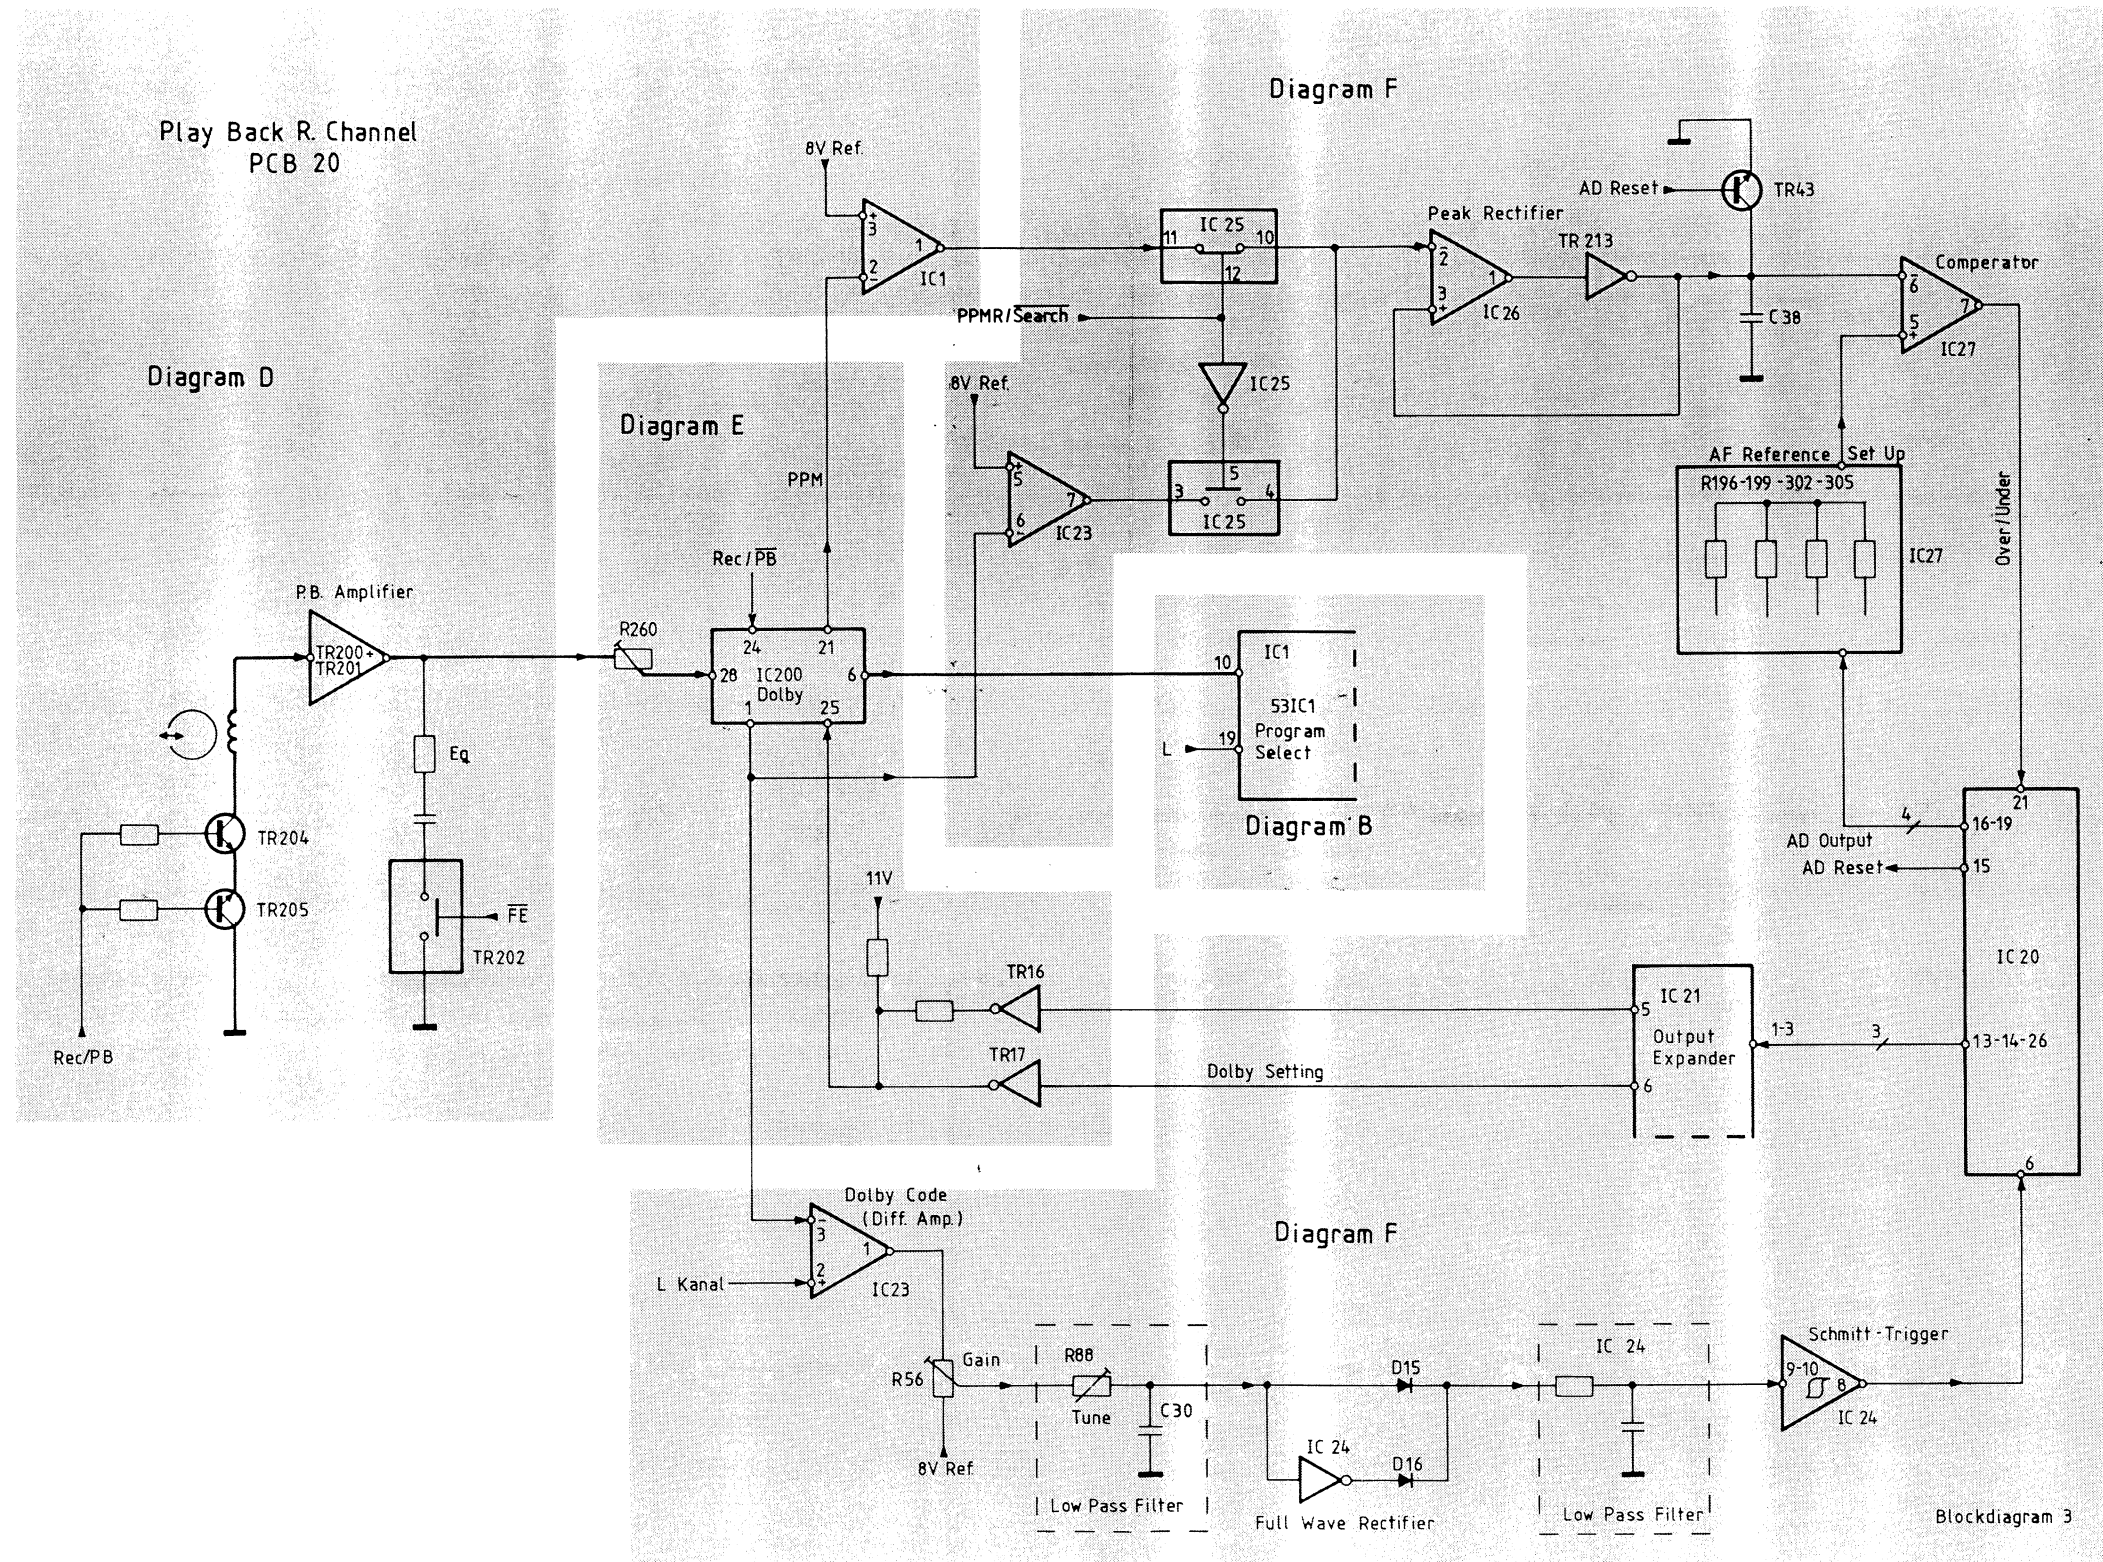 Diagram F
Play Back R. Channel
PCB 20
8V Ref.
+
3
1
2
−
IC1
11
IC 25
10
12
PPMR/S̅e̅a̅r̅c̅h̅
AD Reset
TR43
Peak Rectifier
TR 213
−
2
1
3
+
IC26
C38
Comperator
−
6
7
5
+
IC27
Diagram D
Diagram E
8V Ref.
IC25
+
5
7
6
−
IC23
5
3
4
IC 25
PPM
AF Reference Set Up
R196-199-302-305
IC27
Over/Under
Rec/P̅B̅
P.B. Amplifier
TR200+
TR201
R260
24
21
28
IC200
Dolby
6
1
25
10
IC1
53IC1
Program
Select
L
19
Diagram B
Eq
TR204
TR205
F̅E̅
TR202
Rec/PB
11V
TR16
TR17
Dolby Setting
21
4
16-19
AD Output
AD Reset
15
IC 20
13-14-26
3
1-3
6
IC 21
5
Output
Expander
6
Dolby Code
(Diff. Amp.)
−
3
1
2
+
L Kanal
IC23
Diagram F
Gain
R56
8V Ref.
R88
Tune
C30
Low Pass Filter
D15
IC 24
D16
Full Wave Rectifier
IC 24
Low Pass Filter
Schmitt-Trigger
9-10
8
IC 24
Blockdiagram 3